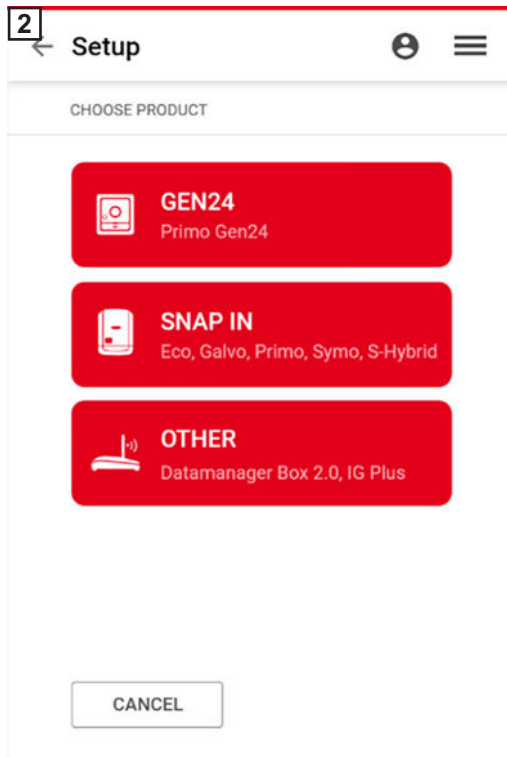 2
Setup
CHOOSE PRODUCT
GEN24
Primo Gen24
SNAP IN
Eco, Galvo, Primo, Symo, S-Hybrid
OTHER
Datamanager Box 2.0, IG Plus
CANCEL